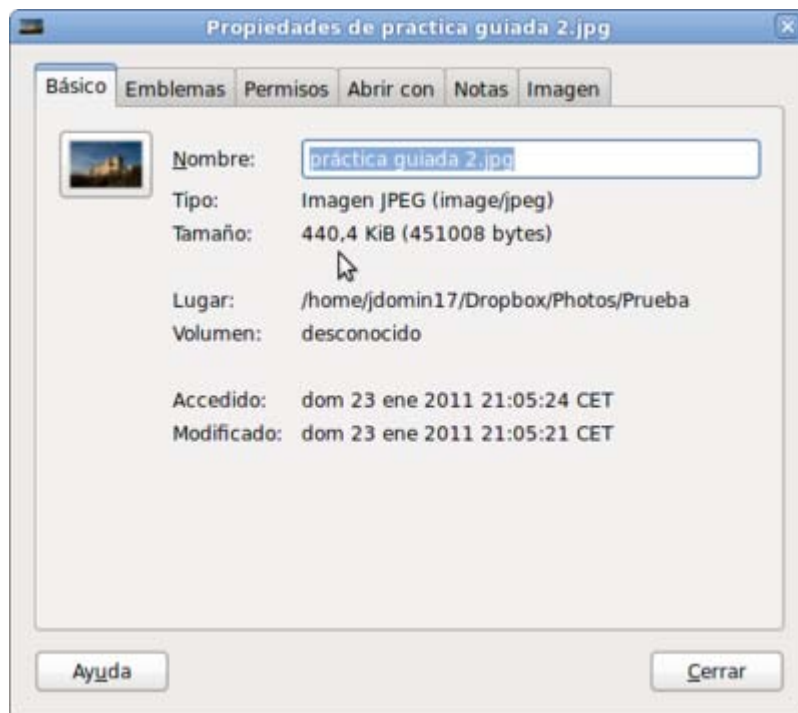 Propiedades de práctica guiada 2.jpg
Básico Emblemas Permisos Abrir con Notas Imagen
Nombre: práctica guiada 2.jpg
Tipo: Imagen JPEG (image/jpeg)
Tamaño: 440,4 KiB (451008 bytes)
Lugar: /home/jdomin17/Dropbox/Photos/Prueba
Volumen: desconocido
Accedido: dom 23 ene 2011 21:05:24 CET
Modificado: dom 23 ene 2011 21:05:21 CET
Ayuda Cerrar